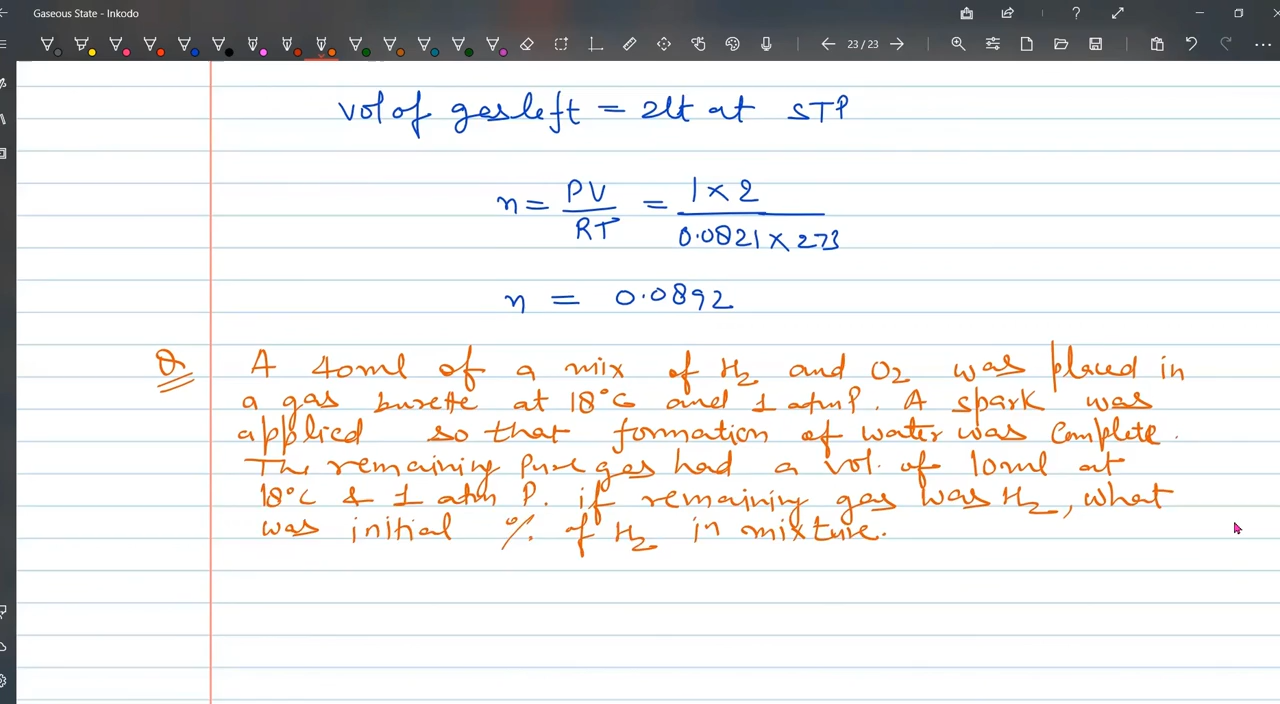 Gaseous State - Inkodo
23 / 23
vol of gas left = 2lt at STP
n = PV/RT = 1 × 2/0.0821 × 273
n = 0.0892
Q A 40ml of a mix of H₂ and O₂ was placed in
a gas burette at 18°C and 1 atm P. A spark was
applied so that formation of water was complete.
The remaining pure gas had a vol. of 10ml at
18°C & 1 atm P. if remaining gas was H₂, what
was initial % of H₂ in mixture.